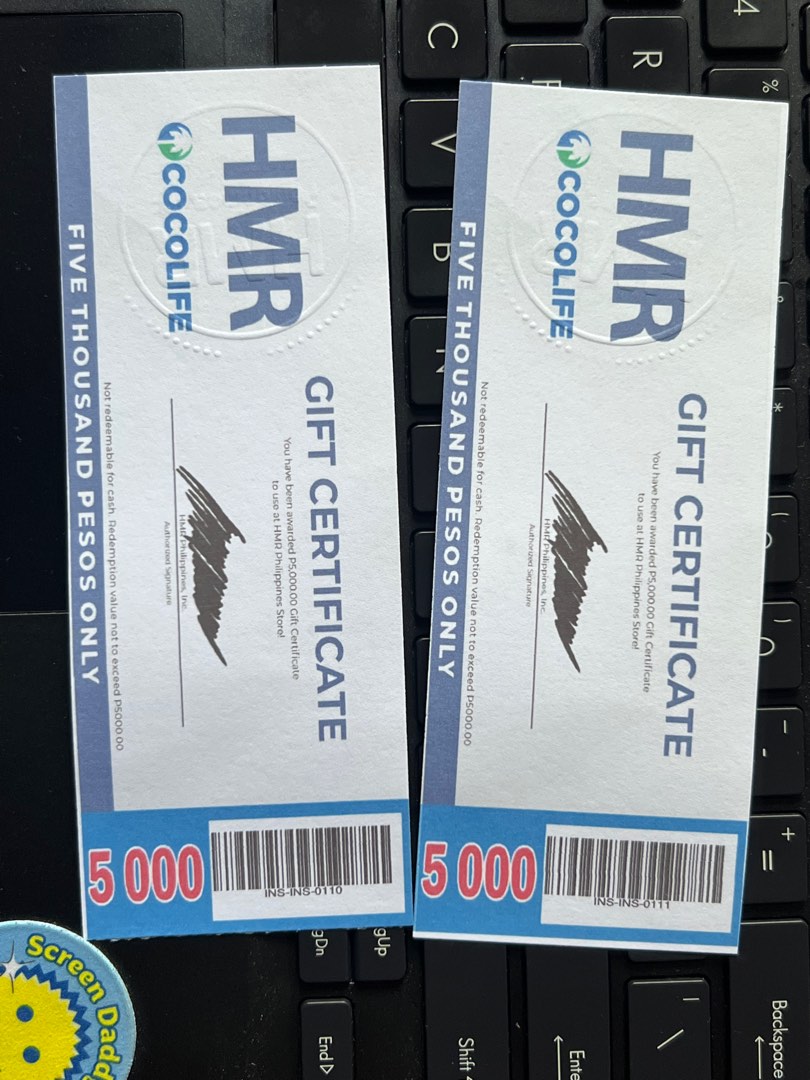 HMR
COCOLIFE
GIFT CERTIFICATE
You have been awarded P5,000.00 Gift Certificate
to use at HMR Philippines Store!
HMR Philippines, Inc.
Authorized Signature
Not redeemable for cash. Redemption value not to exceed P5000.00
FIVE THOUSAND PESOS ONLY
5 000
INS-INS-0110
HMR
COCOLIFE
GIFT CERTIFICATE
You have been awarded P5,000.00 Gift Certificate
to use at HMR Philippines Store!
HMR Philippines, Inc.
Authorized Signature
Not redeemable for cash. Redemption value not to exceed P5000.00
FIVE THOUSAND PESOS ONLY
5 000
INS-INS-0111
Screen Daddy
C
V
B
N
R
4
%
*
(
)
-
+
=
\
Backspace
Shift
End